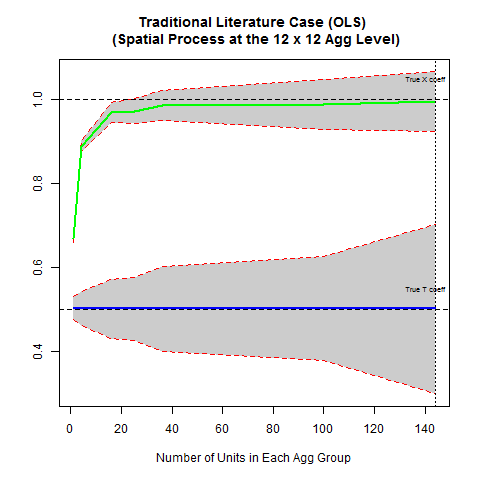 Traditional Literature Case (OLS)
(Spatial Process at the 12 x 12 Agg Level)
True X coeff
1.0
0.8
0.6
True T coeff
0.4
0 20 40 60 80 100 120 140
Number of Units in Each Agg Group